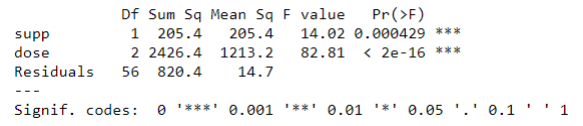 Df Sum Sq Mean Sq F value   Pr(>F)
supp         1  205.4   205.4   14.02 0.000429 ***
dose         2 2426.4  1213.2   82.81  < 2e-16 ***
Residuals   56  820.4    14.7
---
Signif. codes:  0 '***' 0.001 '**' 0.01 '*' 0.05 '.' 0.1 ' ' 1